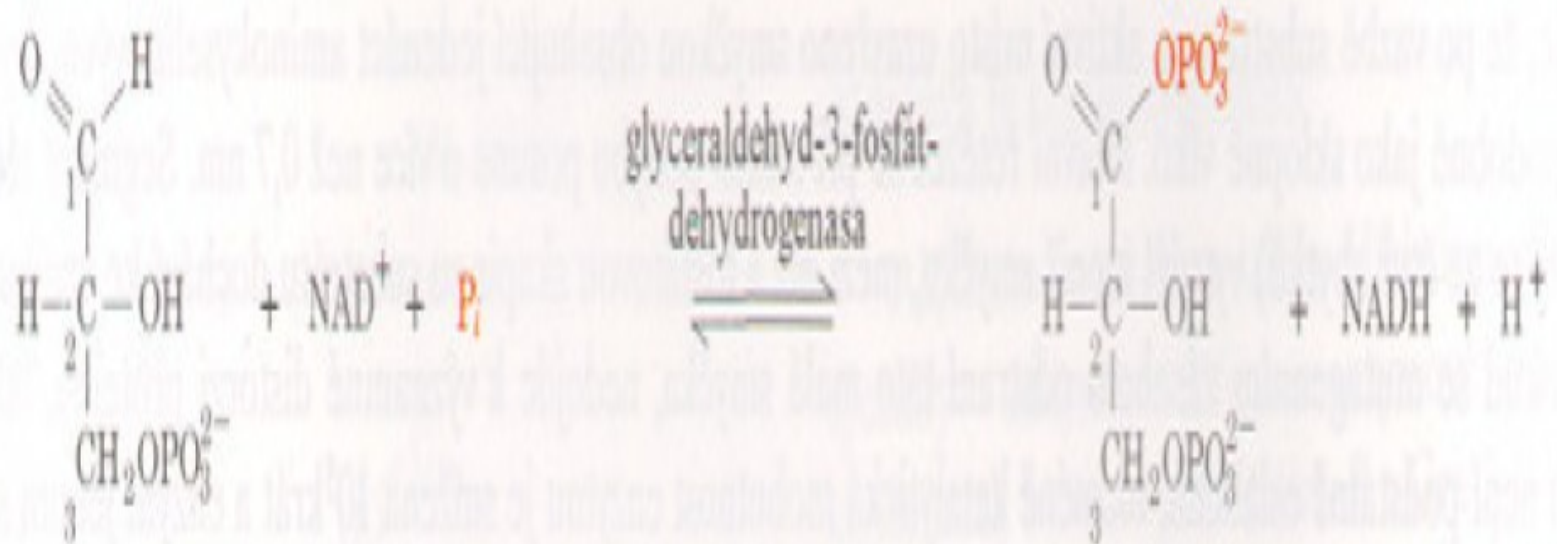 O H OPO₃²⁻
C
1
glyceraldehyd-3-fosfát-
dehydrogenasa
H–C–OH + NAD⁺ + Pᵢ ⇌ H–C–OH + NADH + H⁺
2
CH₂OPO₃²⁻
3
O
C
1
2
CH₂OPO₃²⁻
3